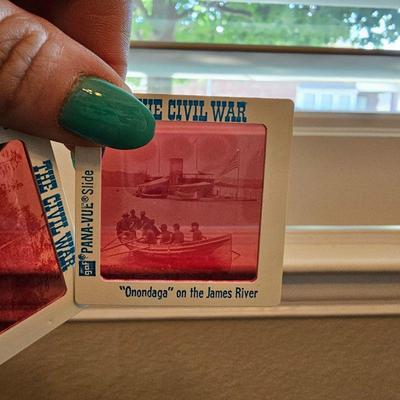 THE CIVIL WAR
gaf® PANA-VUE® Slide
"Onondaga" on the James River
THE CIVIL WAR